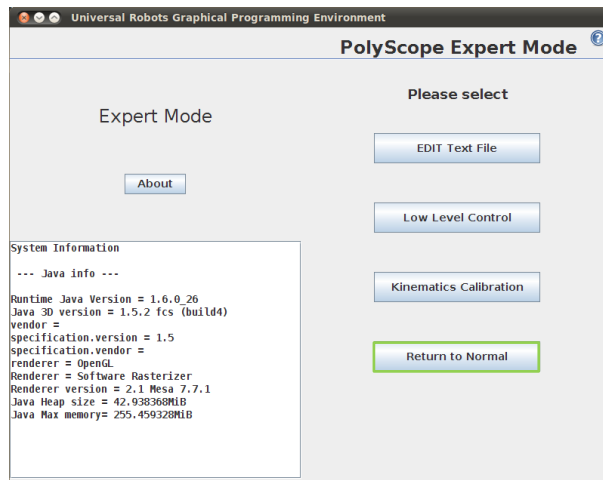 Universal Robots Graphical Programming Environment
PolyScope Expert Mode ?
Expert Mode
About
System Information
--- Java info ---
Runtime Java Version = 1.6.0_26
Java 3D version = 1.5.2 fcs (build4)
vendor =
specification.version = 1.5
specification.vendor =
renderer = OpenGL
Renderer = Software Rasterizer
Renderer version = 2.1 Mesa 7.7.1
Java Heap size = 42.938368MiB
Java Max memory= 255.459328MiB
Please select
EDIT Text File
Low Level Control
Kinematics Calibration
Return to Normal